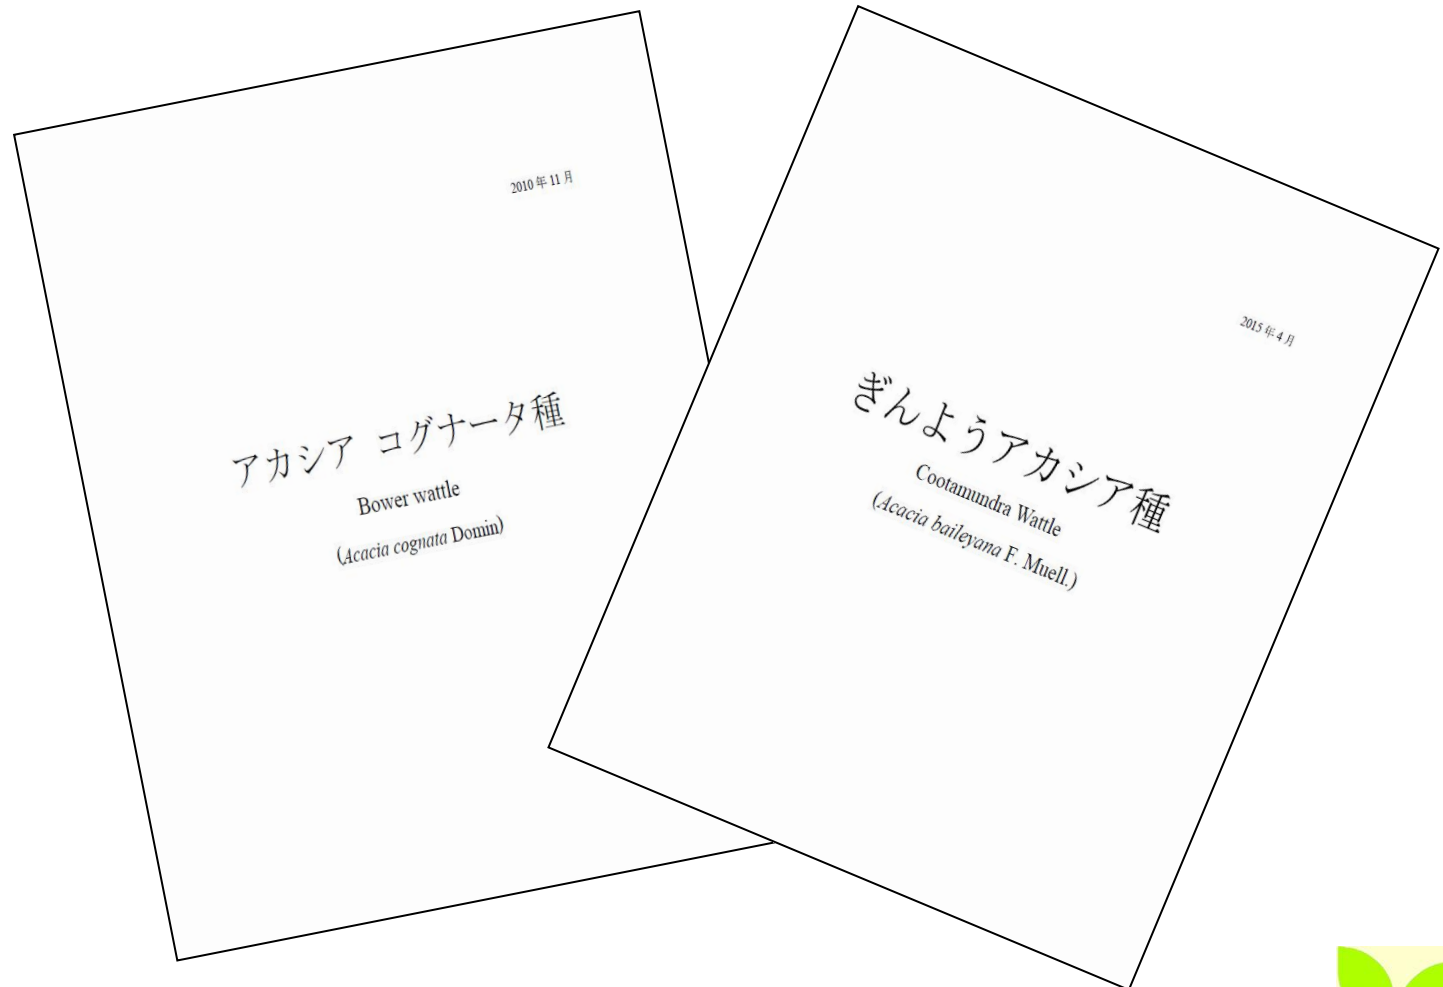 2010年11月
アカシア コグナータ種
Bower wattle
(Acacia cognata Domin)
2015年4月
ぎんようアカシア種
Cootamundra Wattle
(Acacia baileyana F. Muell.)